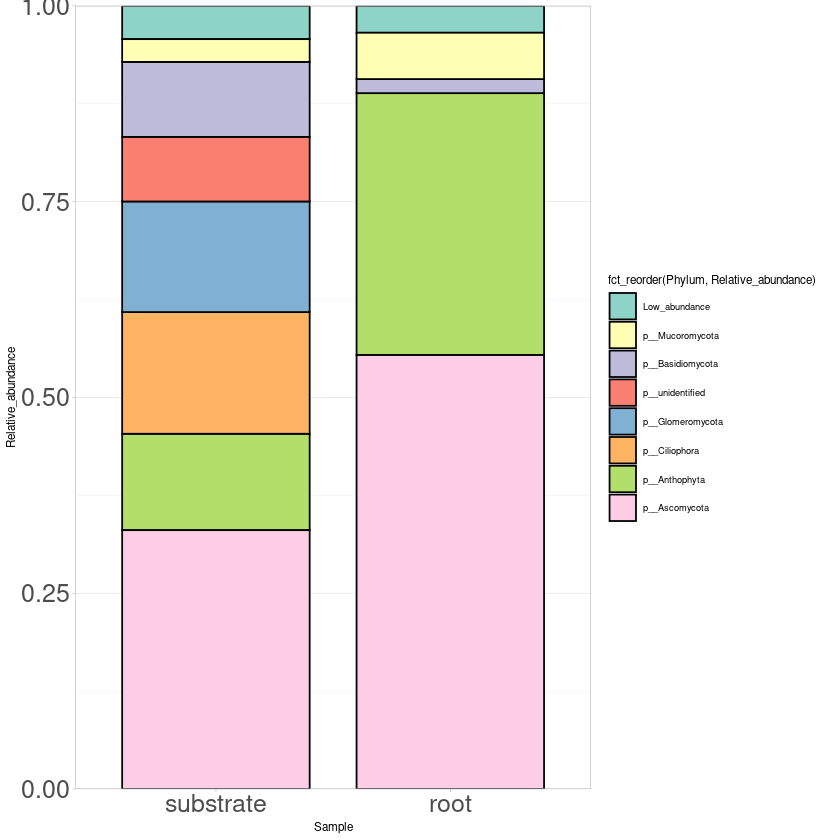 1.00
0.75
0.50
0.25
0.00
Relative_abundance
substrate
root
Sample
fct_reorder(Phylum, Relative_abundance)
Low_abundance
p__Mucoromycota
p__Basidiomycota
p__unidentified
p__Glomeromycota
p__Ciliophora
p__Anthophyta
p__Ascomycota